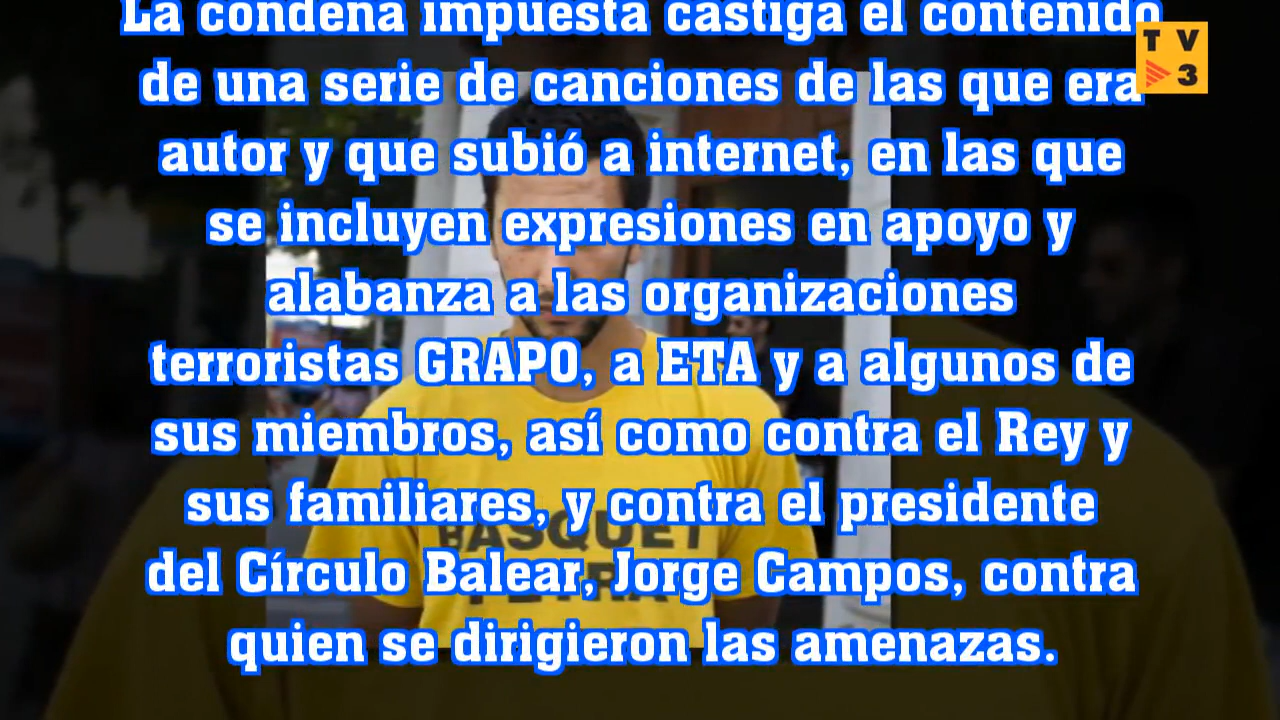 La condena impuesta castiga el contenido
de una serie de canciones de las que era
autor y que subió a internet, en las que
se incluyen expresiones en apoyo y
alabanza a las organizaciones
terroristas GRAPO, a ETA y a algunos de
sus miembros, así como contra el Rey y
sus familiares, y contra el presidente
del Círculo Balear, Jorge Campos, contra
quien se dirigieron las amenazas.
TV
3
BASQUET